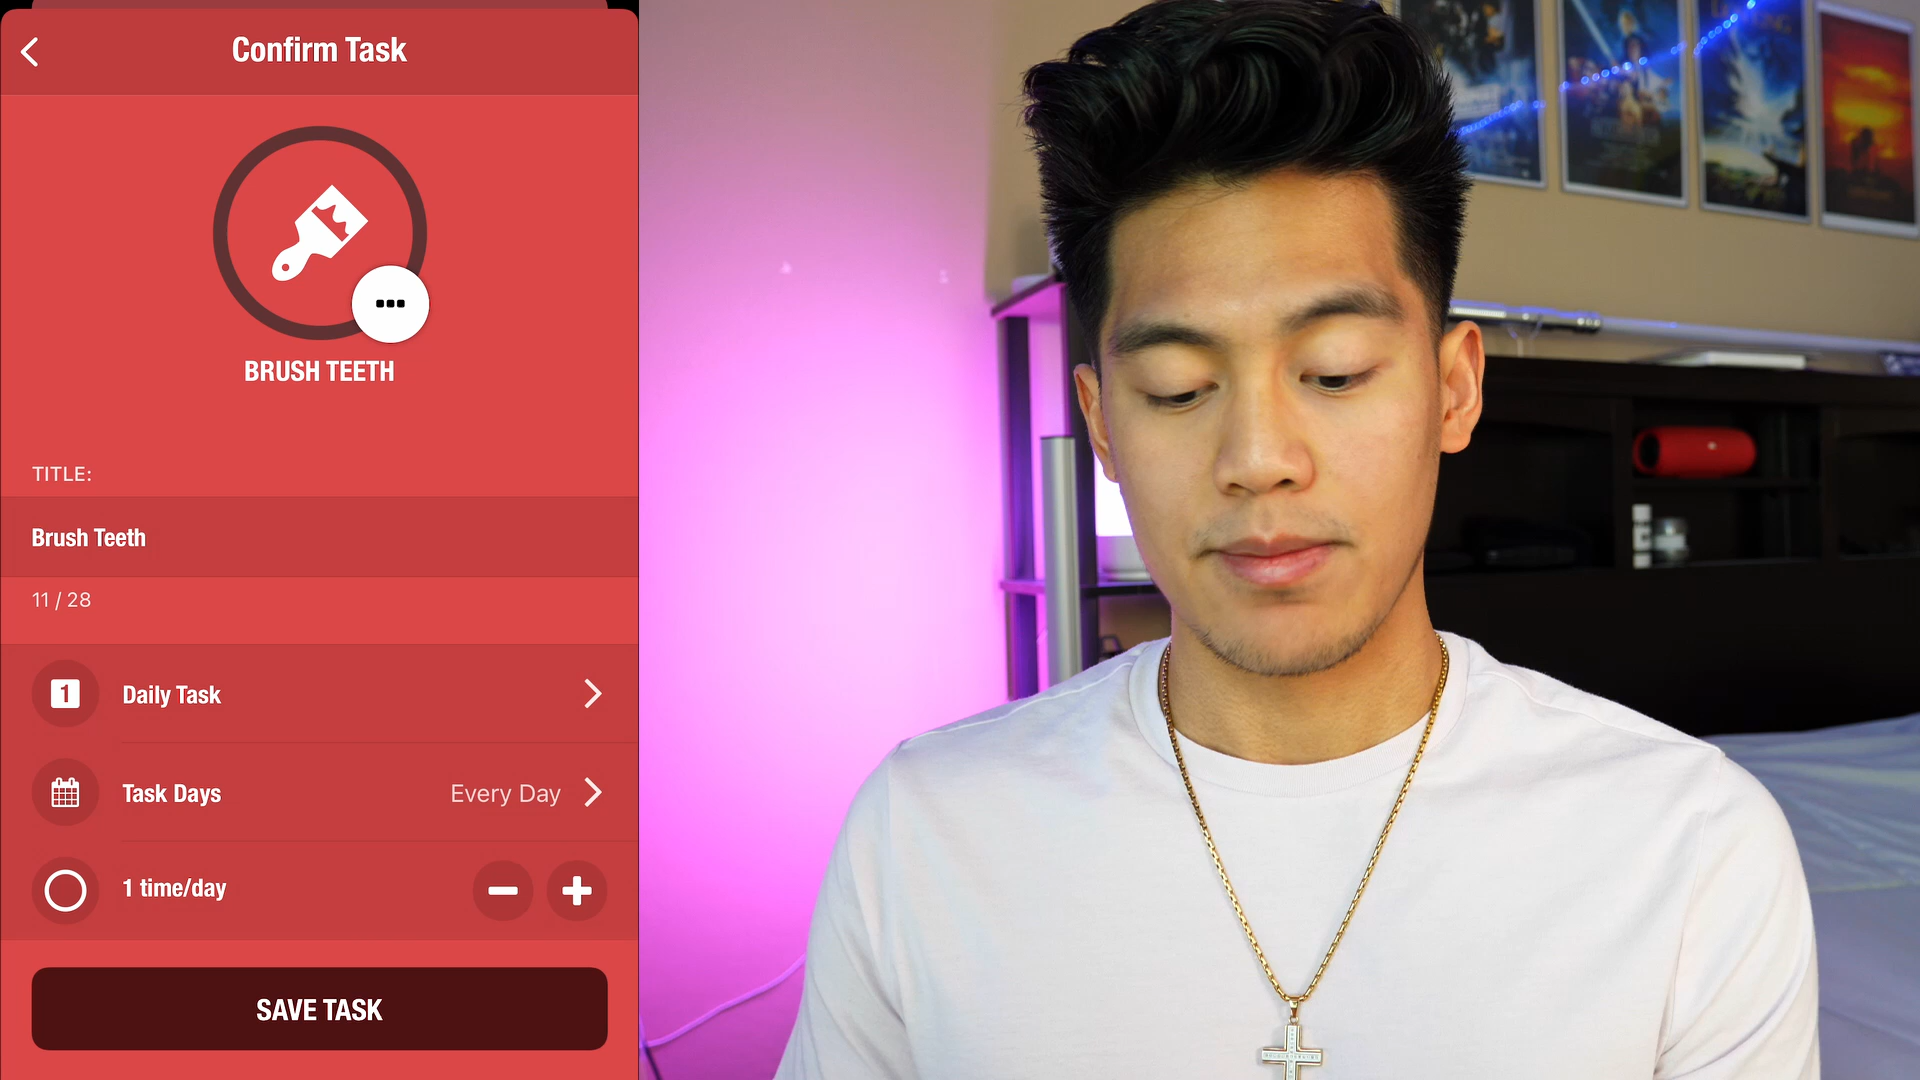 Confirm Task
BRUSH TEETH
TITLE:
Brush Teeth
11 / 28
1
Daily Task
Task Days
Every Day
1 time/day
SAVE TASK